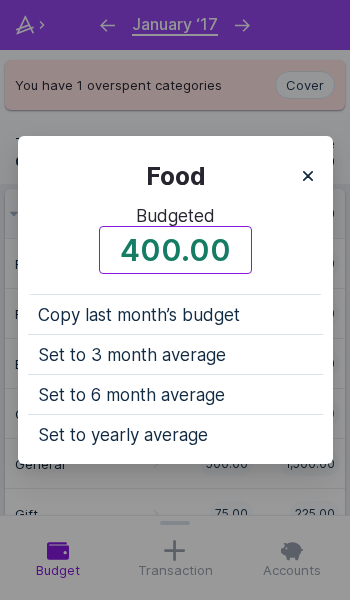 January ‘17
You have 1 overspent categories
Cover
Food
Budgeted
400.00
Copy last month’s budget
Set to 3 month average
Set to 6 month average
Set to yearly average
General 500.00 1,500.00
Gift 75.00 225.00
Budget Transaction Accounts